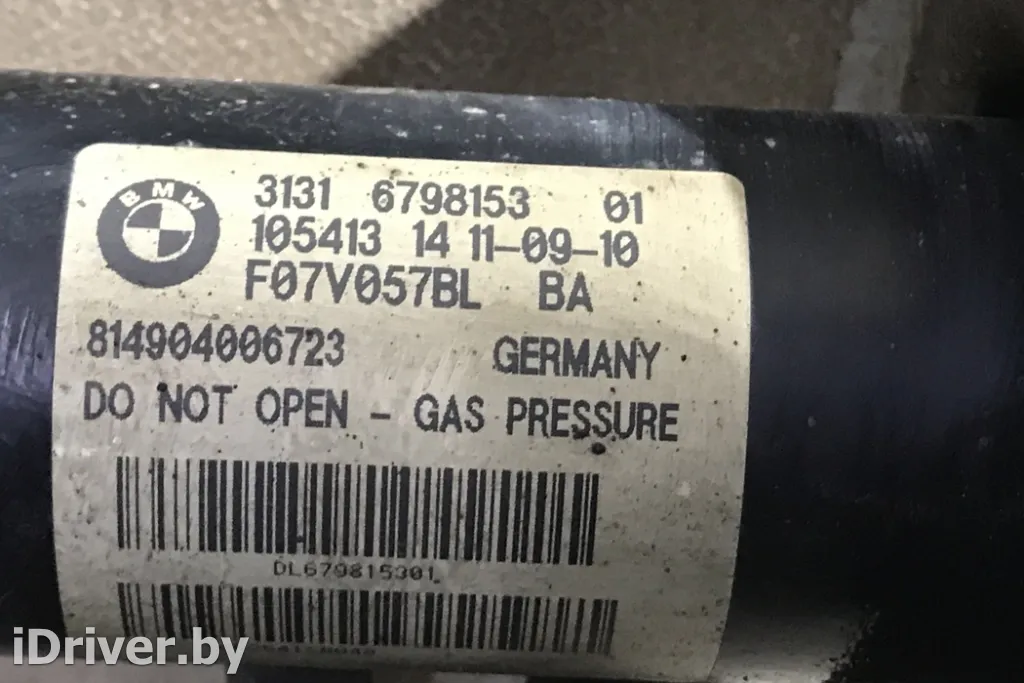 BMW
3131 6798153 01
105413 14 11-09-10
F07V057BL BA
814904006723 GERMANY
DO NOT OPEN - GAS PRESSURE
DL679815301
iDriver.by